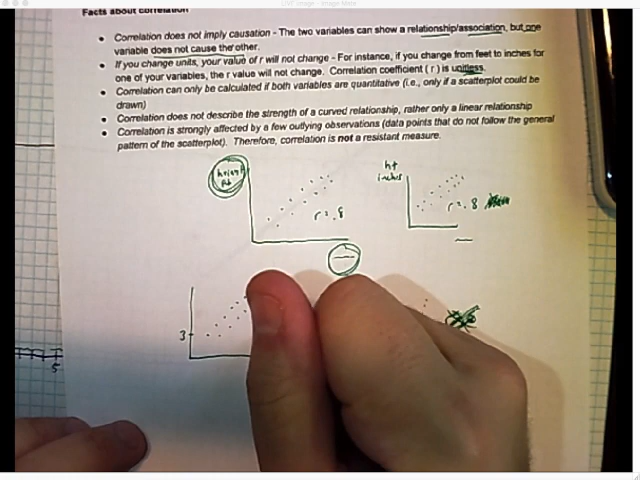 Facts about correlation
• Correlation does not imply causation - The two variables can show a relationship/association, but one
variable does not cause the other.
• If you change units, your value of r will not change - For instance, if you change from feet to inches for
one of your variables, the r value will not change. Correlation coefficient ( r ) is unitless.
• Correlation can only be calculated if both variables are quantitative (i.e., only if a scatterplot could be
drawn)
• Correlation does not describe the strength of a curved relationship, rather only a linear relationship
• Correlation is strongly affected by a few outlying observations (data points that do not follow the general
pattern of the scatterplot). Therefore, correlation is not a resistant measure.
height
ht
inches
r=.8
r=.8
3
5